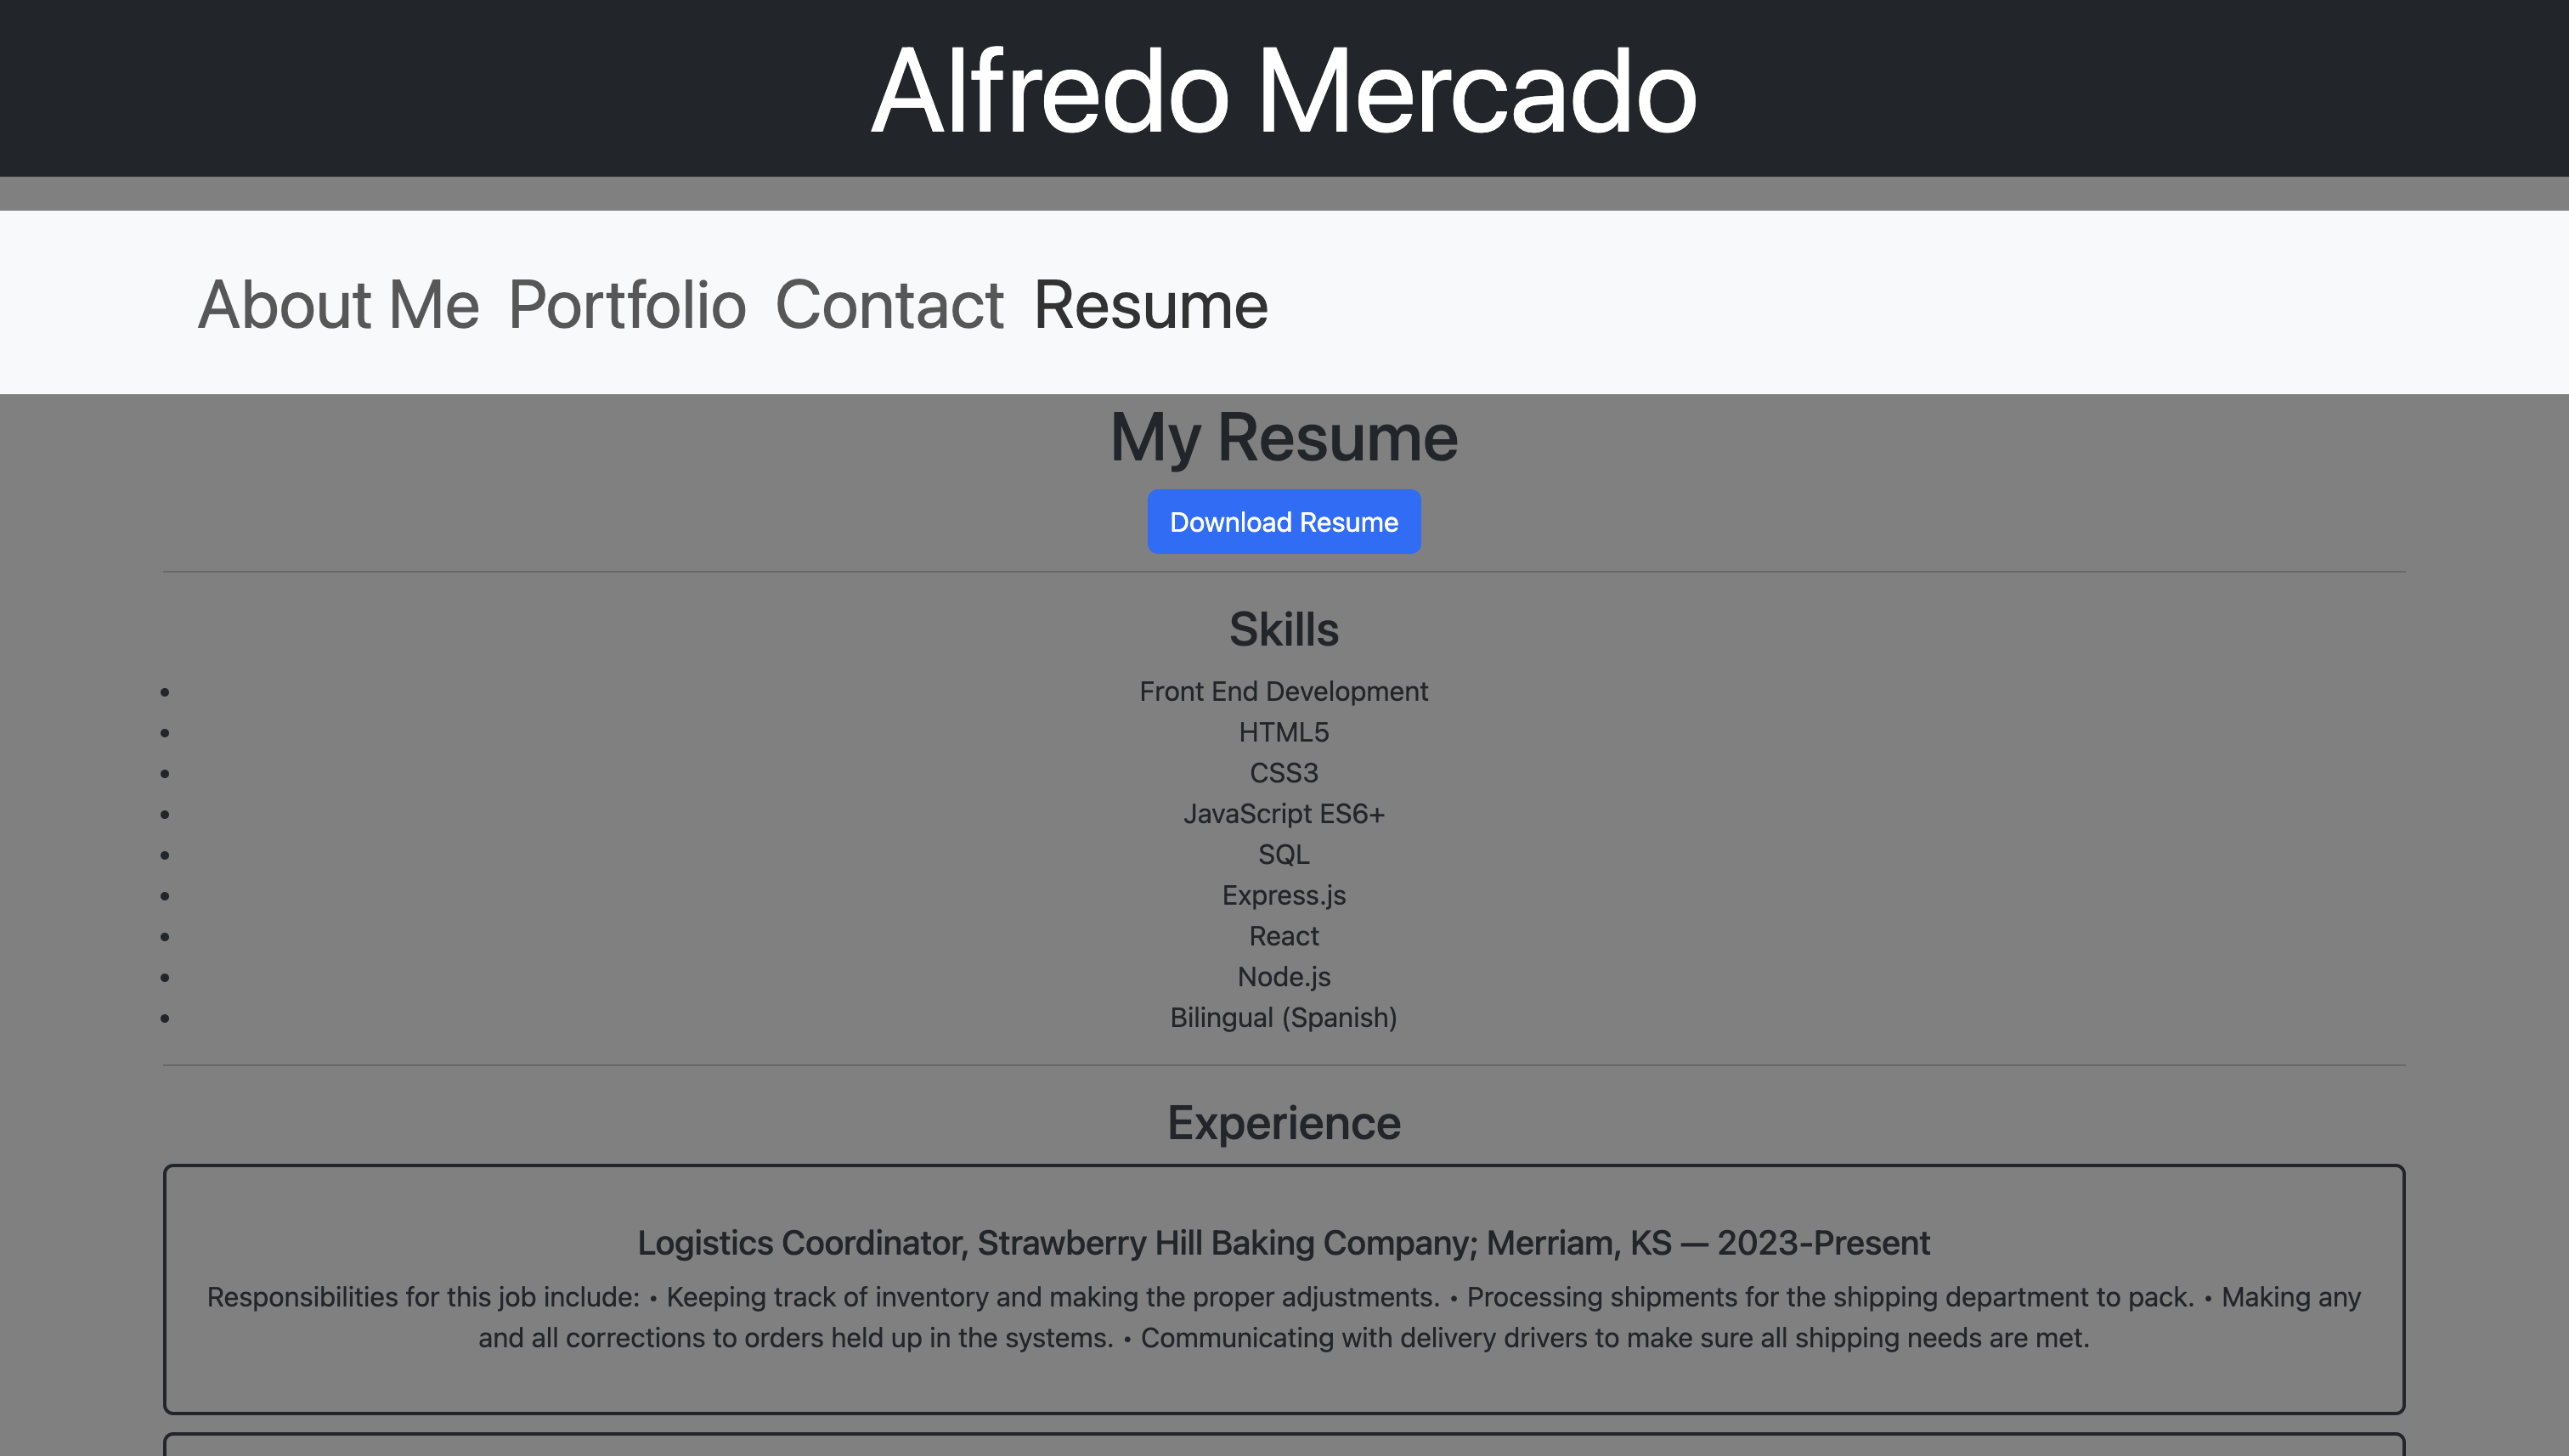 Alfredo Mercado
About Me Portfolio Contact Resume
My Resume
Download Resume
Skills
• Front End Development
• HTML5
• CSS3
• JavaScript ES6+
• SQL
• Express.js
• React
• Node.js
• Bilingual (Spanish)
Experience
Logistics Coordinator, Strawberry Hill Baking Company; Merriam, KS — 2023-Present
Responsibilities for this job include: • Keeping track of inventory and making the proper adjustments. • Processing shipments for the shipping department to pack. • Making any
and all corrections to orders held up in the systems. • Communicating with delivery drivers to make sure all shipping needs are met.